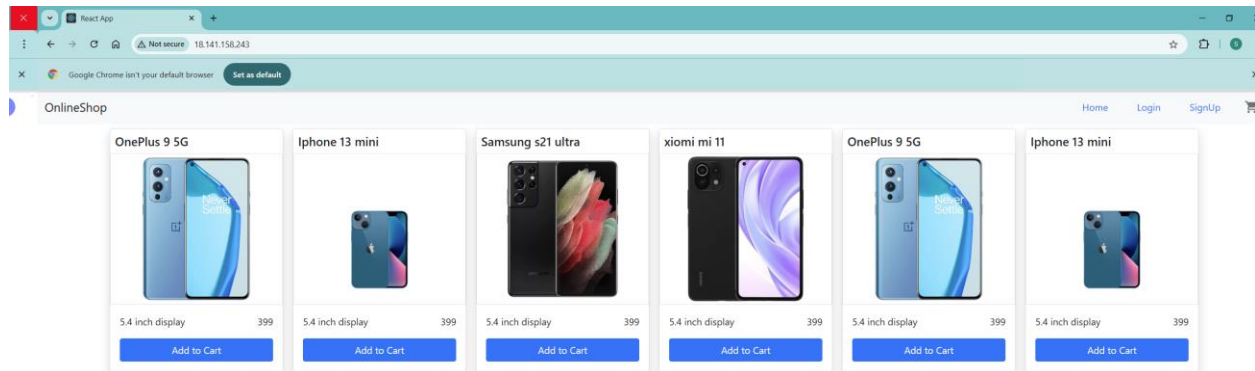 React App
Not secure 18.141.158.243
Google Chrome isn't your default browser Set as default
OnlineShop Home Login SignUp
OnePlus 9 5G Iphone 13 mini Samsung s21 ultra xiomi mi 11 OnePlus 9 5G Iphone 13 mini
Never Never
Settle Settle
5.4 inch display 399 5.4 inch display 399 5.4 inch display 399 5.4 inch display 399 5.4 inch display 399 5.4 inch display 399
Add to Cart Add to Cart Add to Cart Add to Cart Add to Cart Add to Cart